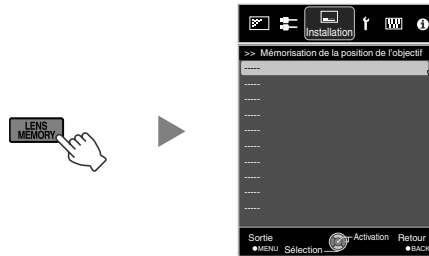 LENS
MEMORY
Installation
>> Mémorisation de la position de l'objectif
-----
-----
-----
-----
-----
-----
-----
-----
-----
-----
Sortie
Activation
Retour
●MENU
Sélection
●BACK